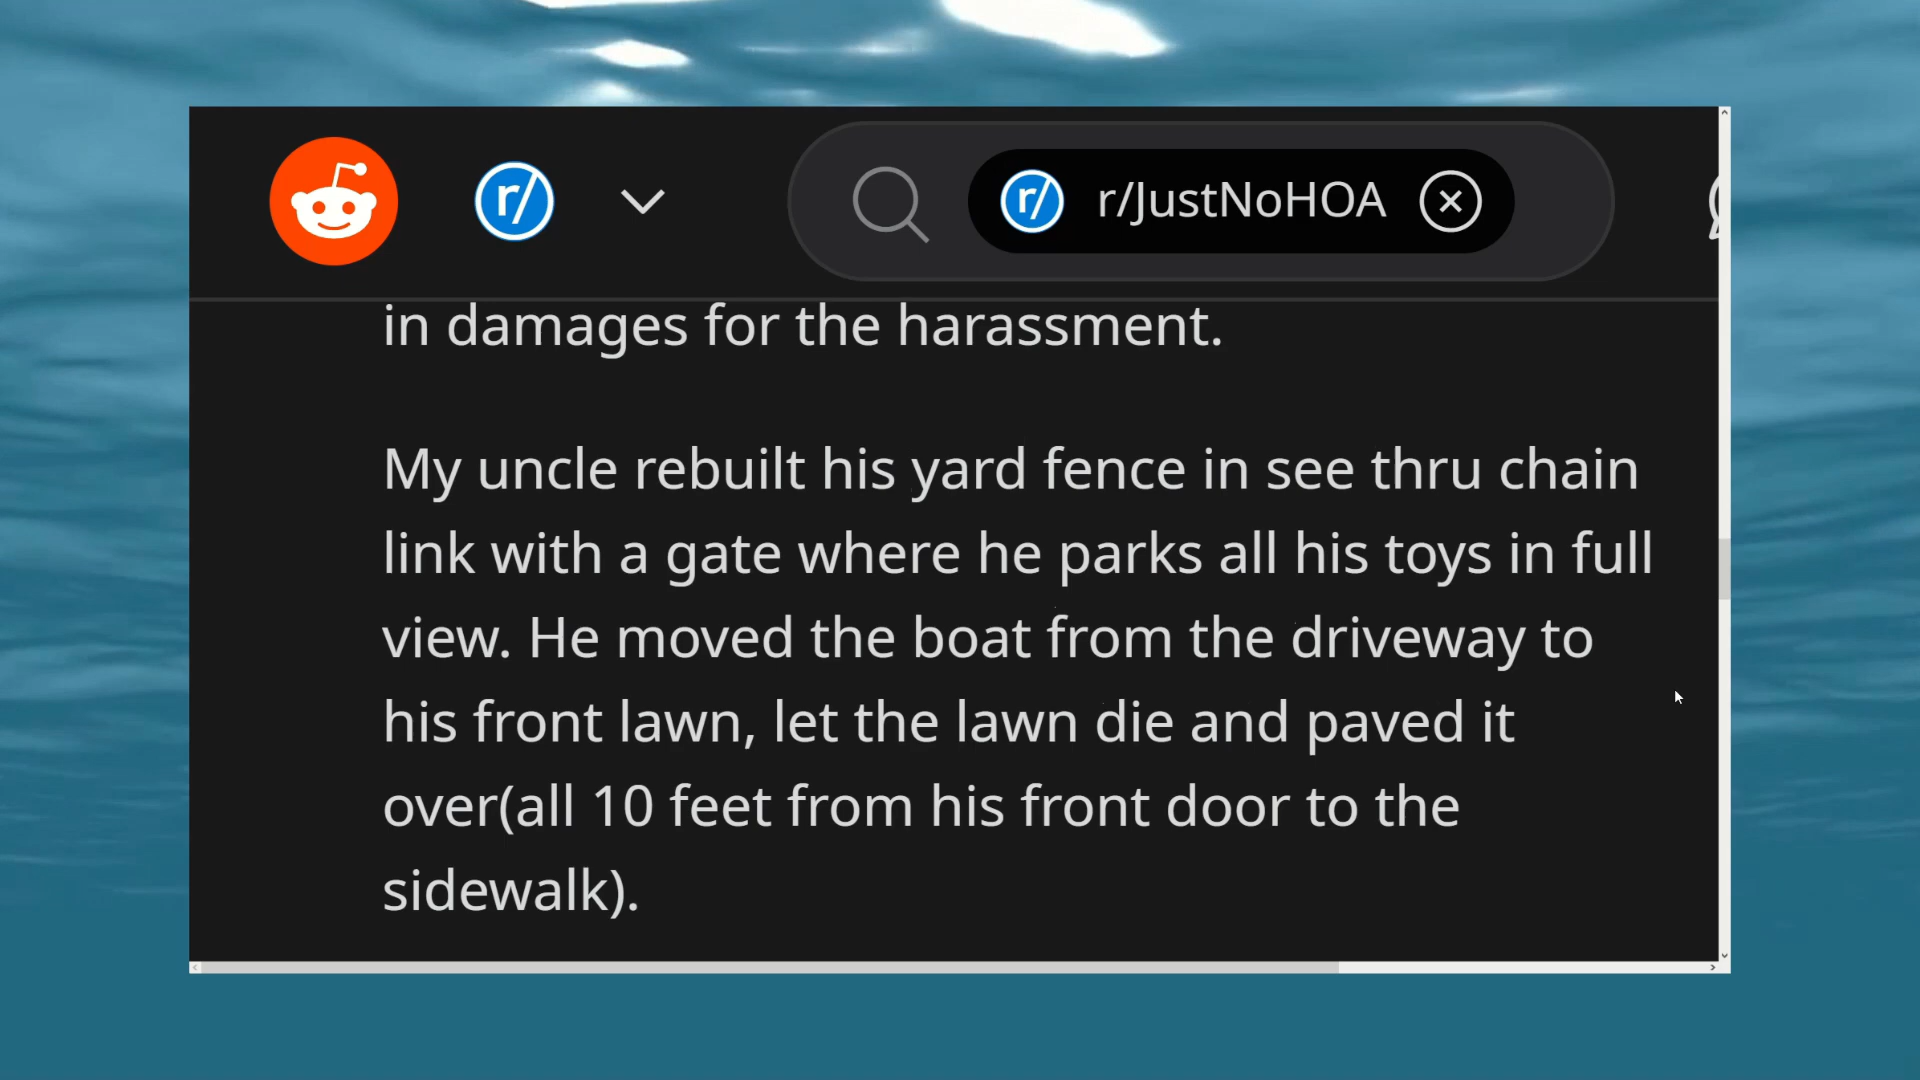 r/
r/ r/JustNoHOA
in damages for the harassment.
My uncle rebuilt his yard fence in see thru chain
link with a gate where he parks all his toys in full
view. He moved the boat from the driveway to
his front lawn, let the lawn die and paved it
over(all 10 feet from his front door to the
sidewalk).